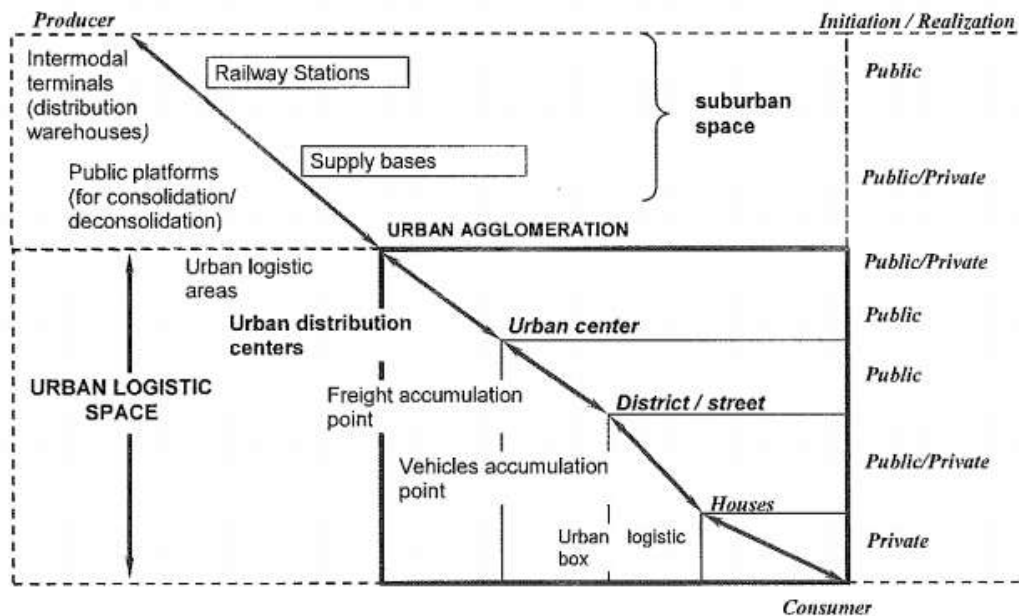 Producer
Initiation / Realization
Intermodal
terminals
(distribution
warehouses)
Railway Stations
suburban
space
Public
Public platforms
(for consolidation/
deconsolidation)
Supply bases
Public/Private
URBAN AGGLOMERATION
Urban logistic
areas
Public/Private
Urban distribution
centers
Urban center
Public
URBAN LOGISTIC
SPACE
Freight accumulation
point
District / street
Public
Vehicles accumulation
point
Public/Private
Houses
Urban logistic
box
Private
Consumer